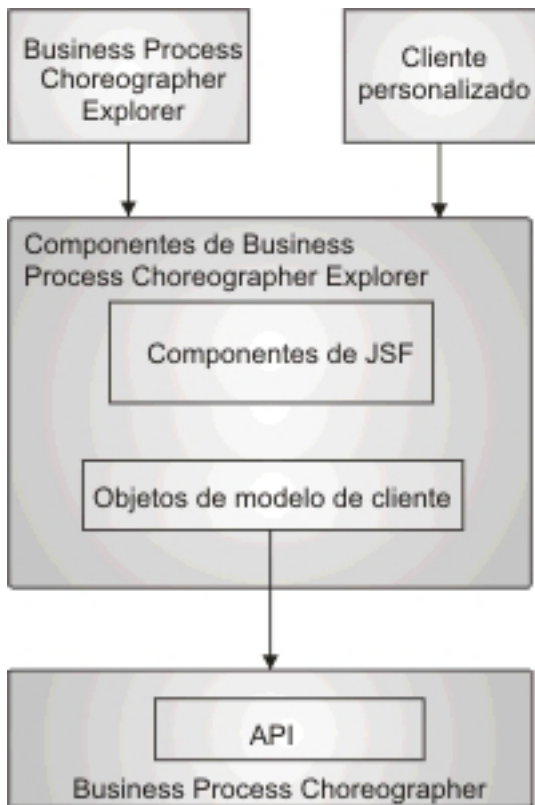 Business Process
Choreographer
Explorer
Cliente
personalizado
Componentes de Business
Process Choreographer Explorer
Componentes de JSF
Objetos de modelo de cliente
API
Business Process Choreographer